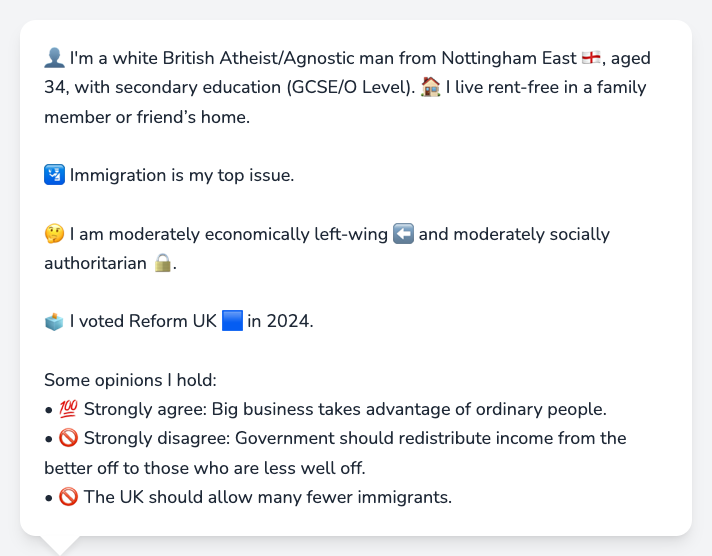 👤 I'm a white British Atheist/Agnostic man from Nottingham East 🏴󠁧󠁢󠁥󠁮󠁧󠁿, aged
34, with secondary education (GCSE/O Level). 🏠 I live rent-free in a family
member or friend’s home.
🛂 Immigration is my top issue.
🤔 I am moderately economically left-wing ⬅️ and moderately socially
authoritarian 🔒.
🗳️ I voted Reform UK 🟦 in 2024.
Some opinions I hold:
• 💯 Strongly agree: Big business takes advantage of ordinary people.
• 🚫 Strongly disagree: Government should redistribute income from the
better off to those who are less well off.
• 🚫 The UK should allow many fewer immigrants.